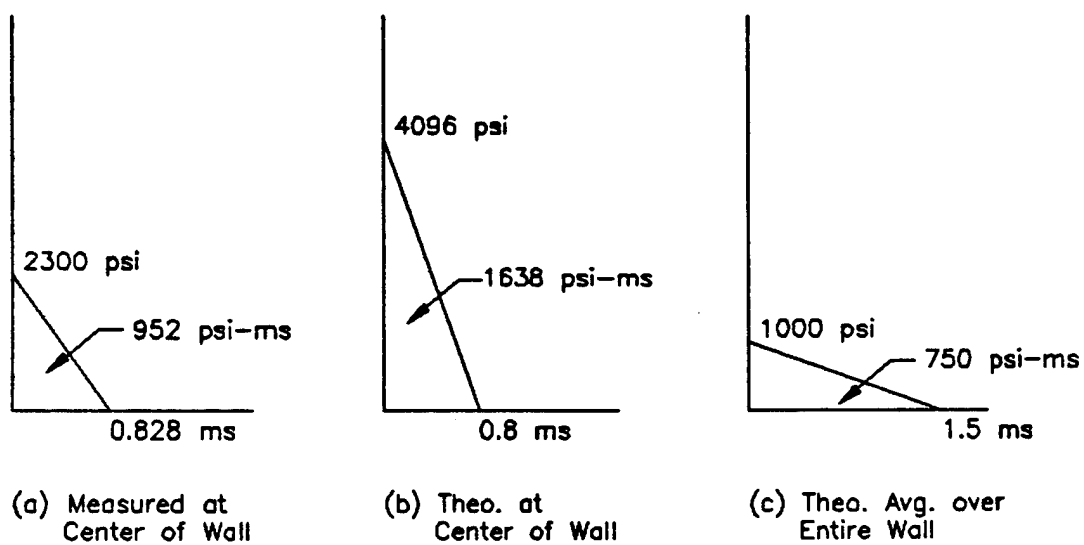 2300 psi
952 psi-ms
0.828 ms
(a) Measured at
Center of Wall
4096 psi
1638 psi-ms
0.8 ms
(b) Theo. at
Center of Wall
1000 psi
750 psi-ms
1.5 ms
(c) Theo. Avg. over
Entire Wall